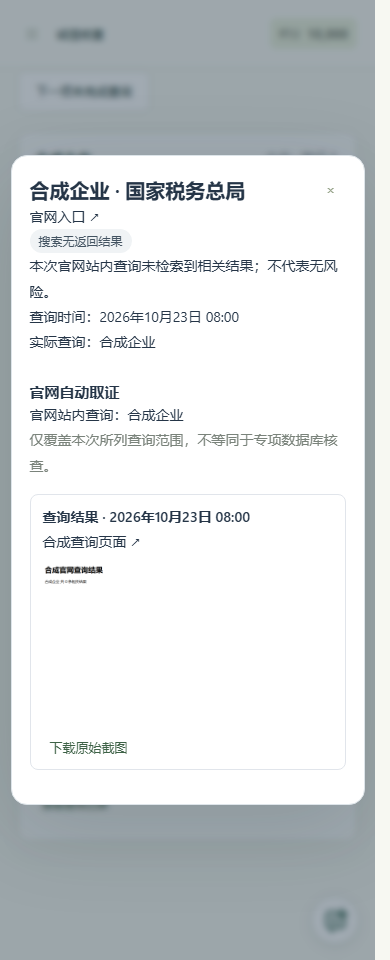 合成企业 · 国家税务总局
×
官网入口 ↗
搜索无返回结果
本次官网站内查询未检索到相关结果；不代表无风
险。
查询时间：2026年10月23日 08:00
实际查询：合成企业
官网自动取证
官网站内查询：合成企业
仅覆盖本次所列查询范围，不等同于专项数据库核
查。
查询结果 · 2026年10月23日 08:00
合成查询页面 ↗
合成官网查询结果
下载原始截图